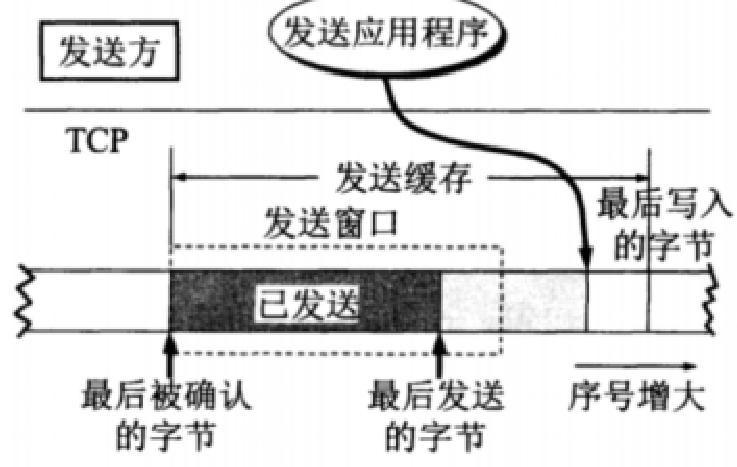 发送方
发送应用程序
TCP
发送缓存
发送窗口
最后写入
的字节
已发送
最后被确认
的字节
最后发送
的字节
序号增大